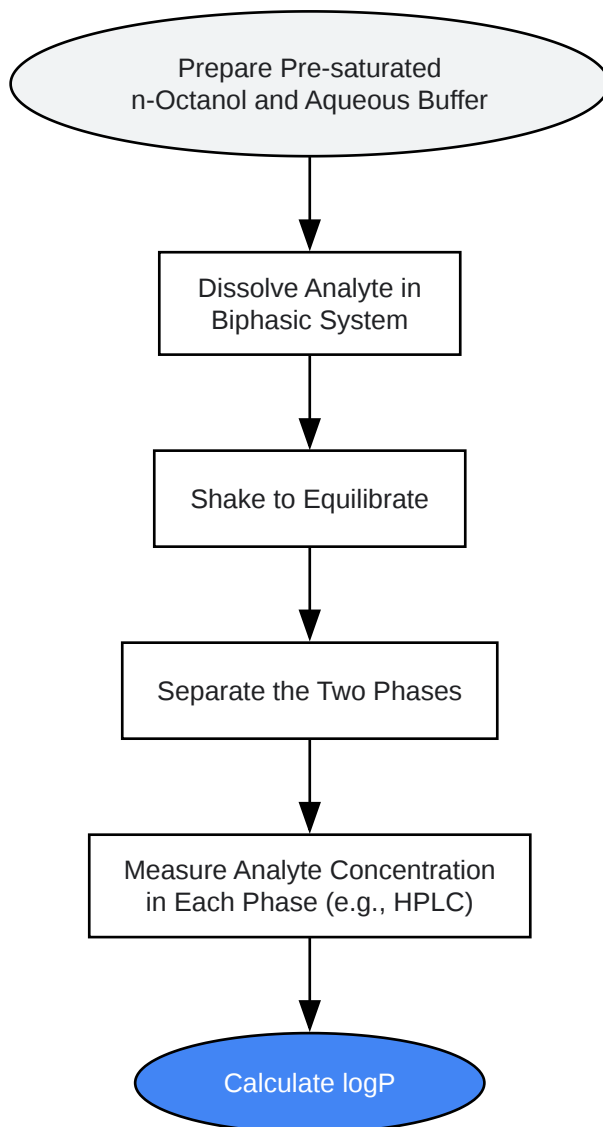 Prepare Pre-saturated
n-Octanol and Aqueous Buffer
Dissolve Analyte in
Biphasic System
Shake to Equilibrate
Separate the Two Phases
Measure Analyte Concentration
in Each Phase (e.g., HPLC)
Calculate logP